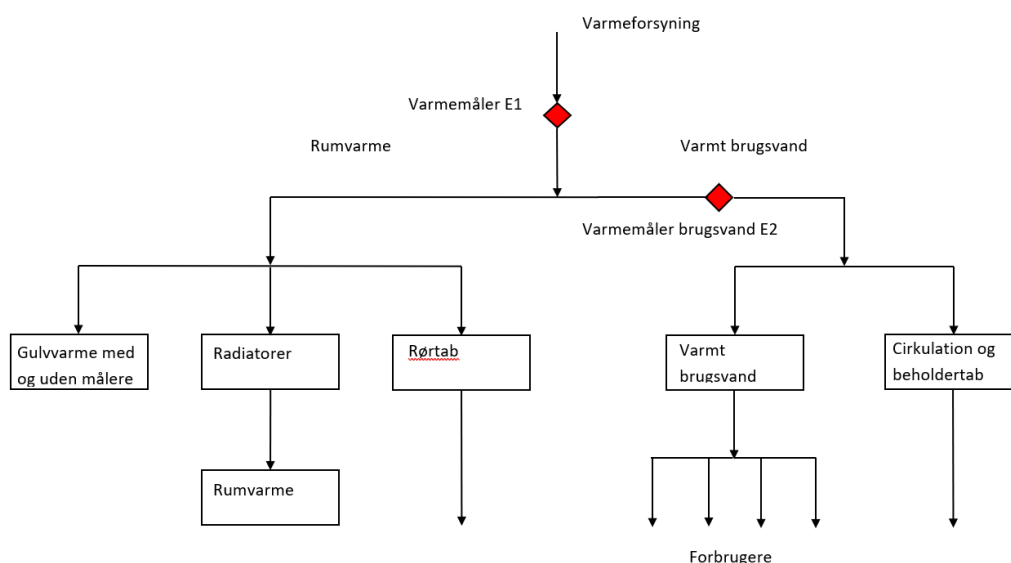 Varmeforsyning
Varmemåler E1
Rumvarme
Varmt brugsvand
Varmemåler brugsvand E2
Gulvvarme med
og uden målere
Radiatorer
Rørtab
Varmt
brugsvand
Cirkulation og
beholdertab
Rumvarme
Forbrugere